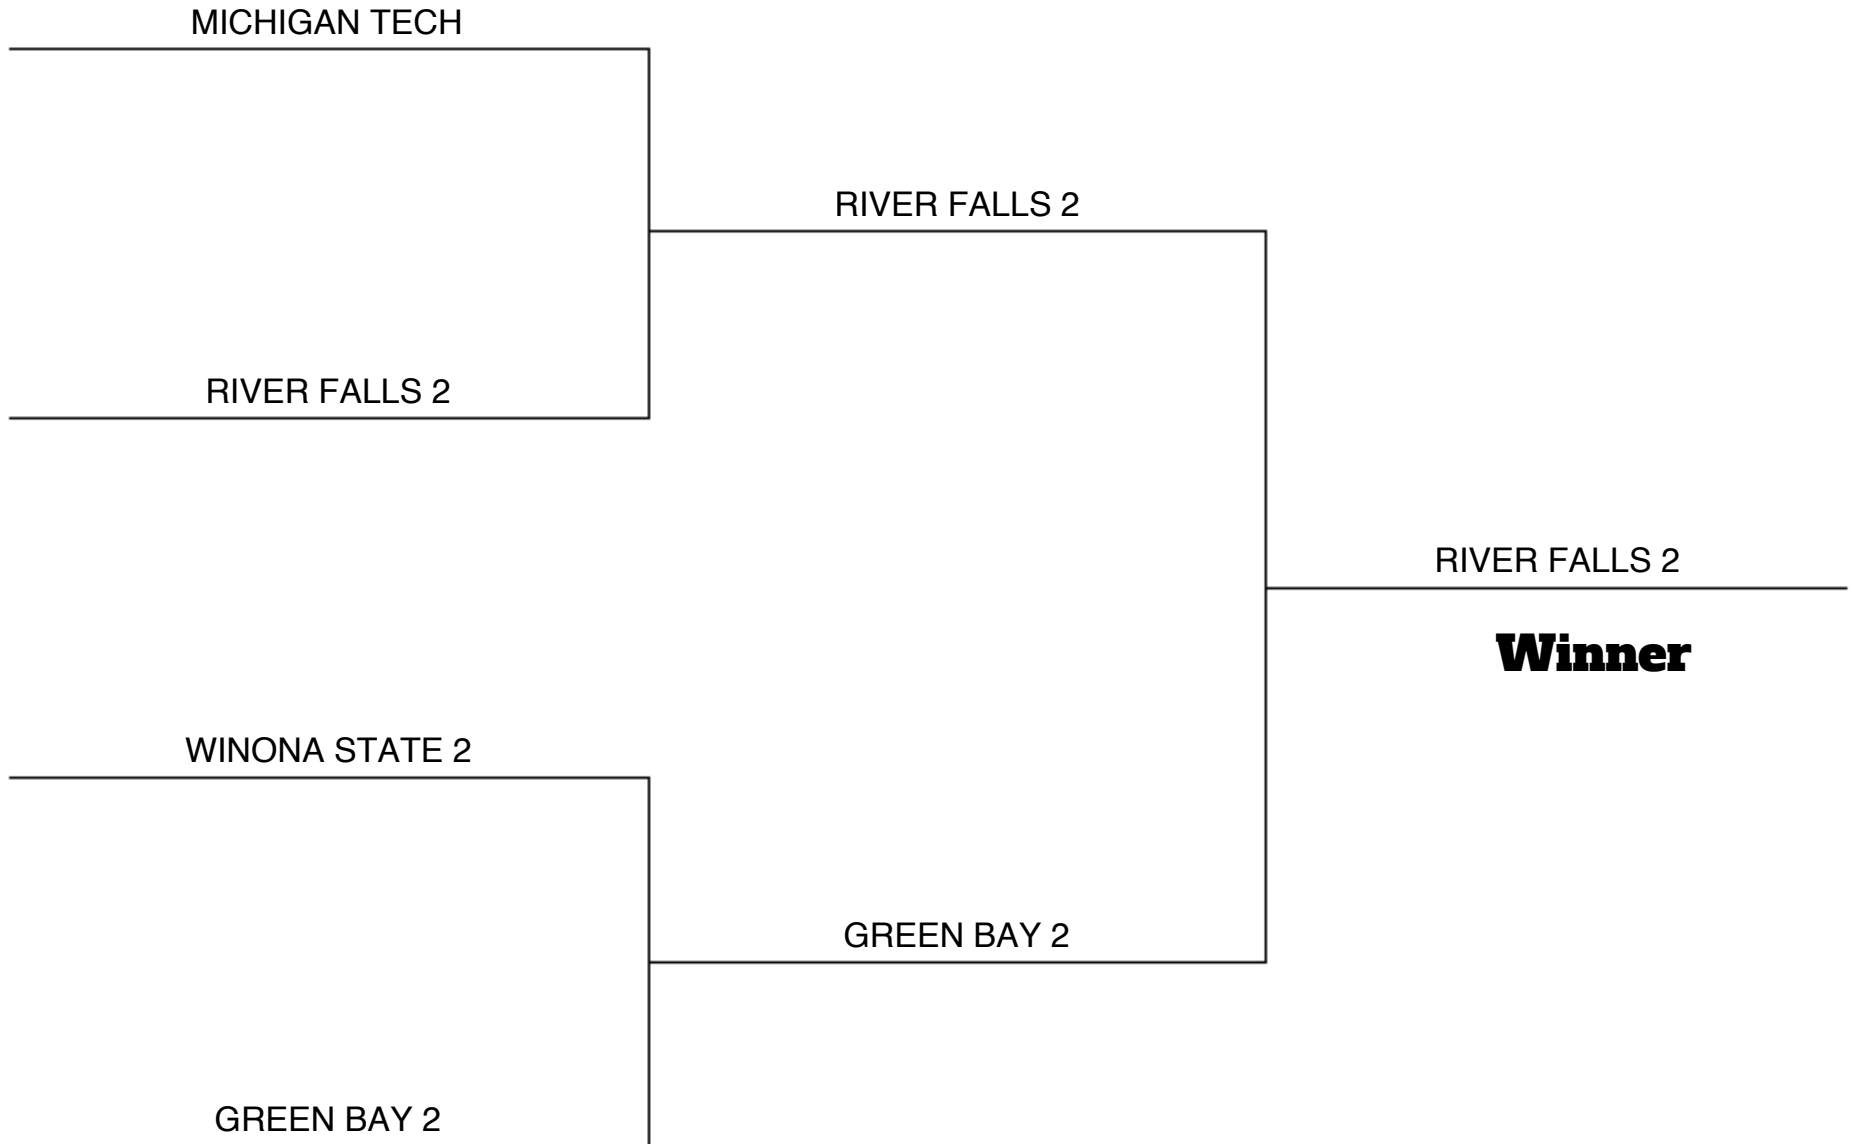 MICHIGAN TECH
RIVER FALLS 2
RIVER FALLS 2
RIVER FALLS 2
Winner
WINONA STATE 2
GREEN BAY 2
GREEN BAY 2